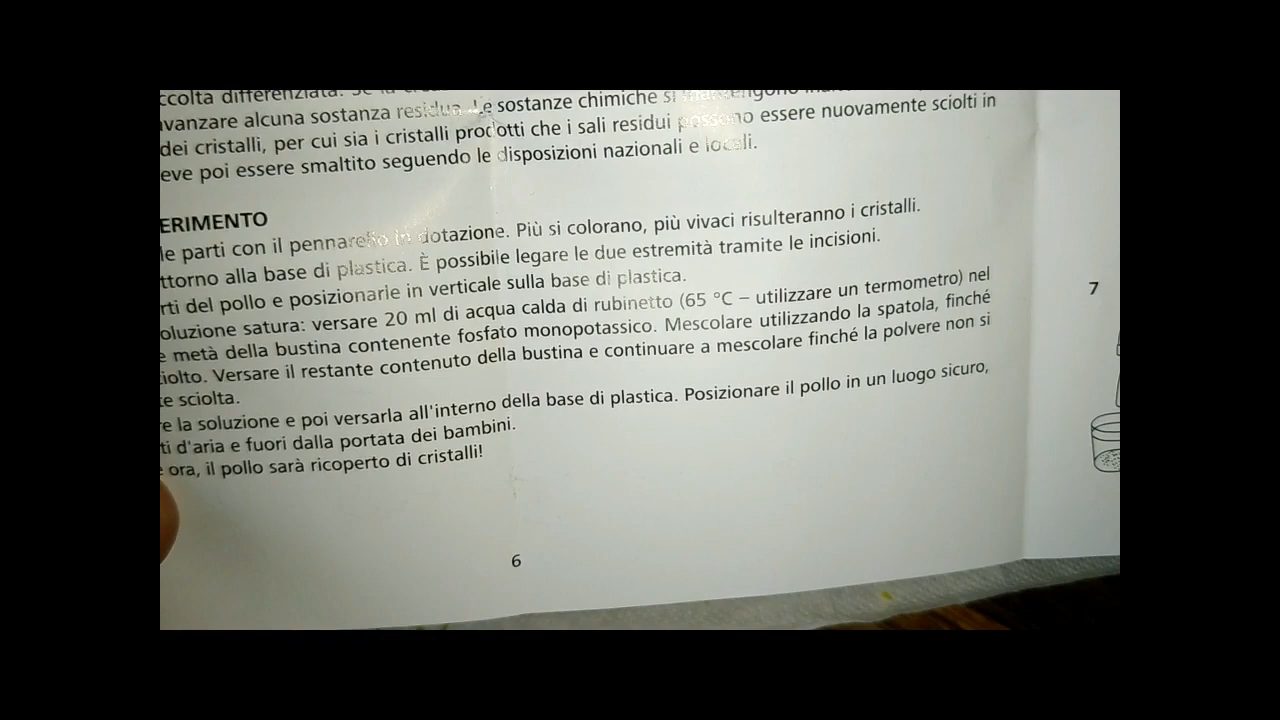 ccolta differenziata. Se la
avanzare alcuna sostanza residua. Le sostanze chimiche si mantengono
dei cristalli, per cui sia i cristalli prodotti che i sali residui possono essere nuovamente sciolti in
eve poi essere smaltito seguendo le disposizioni nazionali e locali.
ERIMENTO
le parti con il pennarello in dotazione. Più si colorano, più vivaci risulteranno i cristalli.
ttorno alla base di plastica. È possibile legare le due estremità tramite le incisioni.
rti del pollo e posizionarle in verticale sulla base di plastica.
oluzione satura: versare 20 ml di acqua calda di rubinetto (65 °C – utilizzare un termometro) nel
e metà della bustina contenente fosfato monopotassico. Mescolare utilizzando la spatola, finché
iolto. Versare il restante contenuto della bustina e continuare a mescolare finché la polvere non si
te sciolta.
re la soluzione e poi versarla all'interno della base di plastica. Posizionare il pollo in un luogo sicuro,
ti d'aria e fuori dalla portata dei bambini.
e ora, il pollo sarà ricoperto di cristalli!
6
7